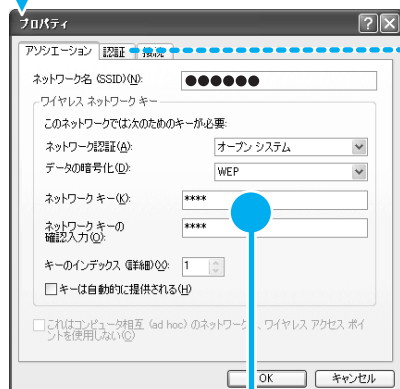 プロパティ
アソシエーション 認証 接続
ネットワーク名 (SSID)(N): ●●●●●●
ワイヤレス ネットワーク キー
このネットワークでは次のためのキーが必要:
ネットワーク認証(A): オープン システム
データの暗号化(D): WEP
ネットワーク キー(K): ****
ネットワーク キーの
確認入力(O): ****
キーのインデックス (詳細)(X): 1
キーは自動的に提供される(H)
これはコンピュータ相互 (ad hoc) のネットワーク 、ワイヤレス アクセス ポイ
ントを使用しない(C)
OK キャンセル